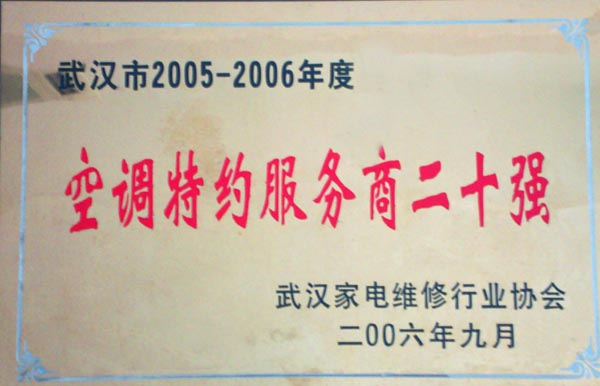 武汉市2005-2006年度
空调特约服务商二十强
武汉家电维修行业协会
二00六年九月